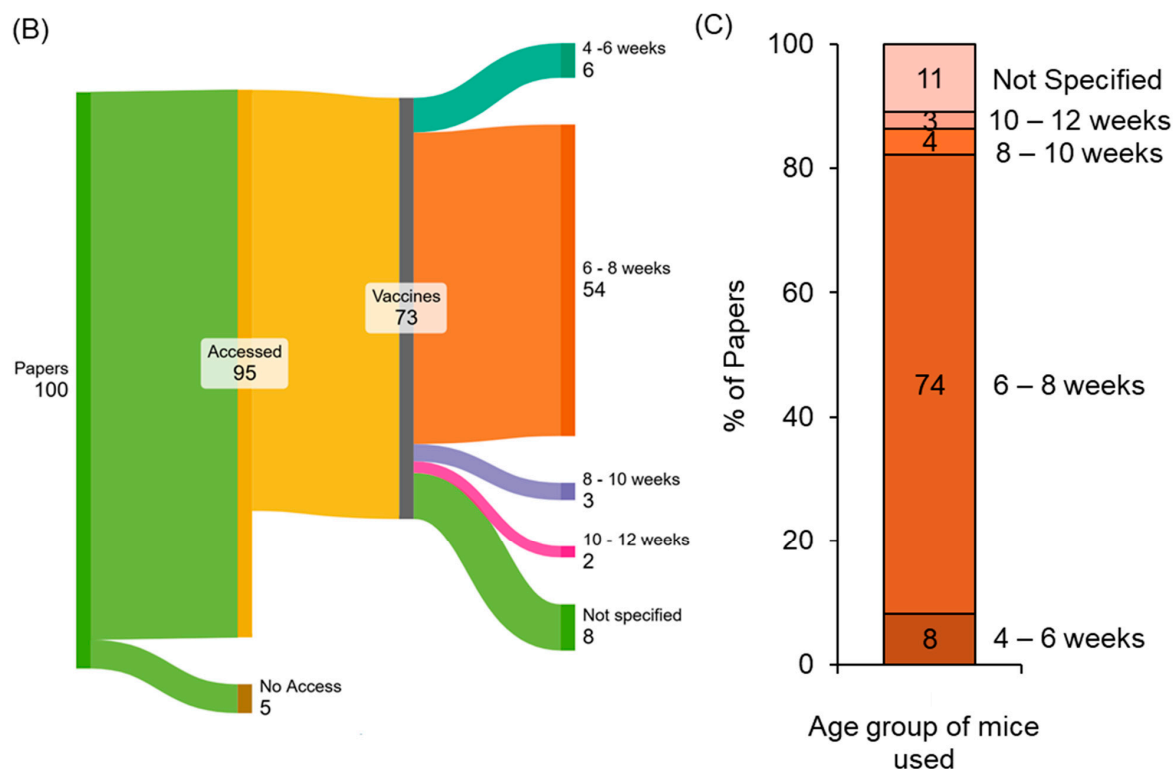 (B)
4 -6 weeks
6
6 - 8 weeks
54
Vaccines
73
Accessed
95
Papers
100
8 - 10 weeks
3
10 - 12 weeks
2
Not specified
8
No Access
5
(C)
% of Papers
100
80
60
40
20
0
11
Not Specified
3
10 – 12 weeks
4
8 – 10 weeks
74
6 – 8 weeks
8
4 – 6 weeks
Age group of mice
used